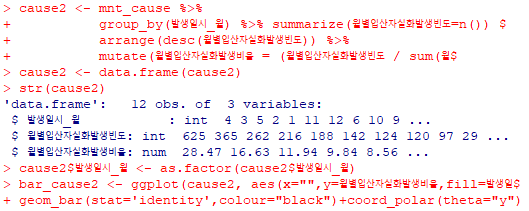 > cause2 <- mnt_cause %>%
+ group_by(발생일시_월) %>% summarize(월별입산자실화발생빈도=n()) $
+ arrange(desc(월별입산자실화발생빈도)) %>%
+ mutate(월별입산자실화발생비율 = (월별입산자실화발생빈도 / sum(월$
> cause2 <- data.frame(cause2)
> str(cause2)
'data.frame': 12 obs. of 3 variables:
$ 발생일시_월 : int 4 3 5 2 1 11 12 6 10 9 ...
$ 월별입산자실화발생빈도: int 625 365 262 216 188 142 124 120 97 29 ...
$ 월별입산자실화발생비율: num 28.47 16.63 11.94 9.84 8.56 ...
> cause2$발생일시_월 <- as.factor(cause2$발생일시_월)
> bar_cause2 <- ggplot(cause2, aes(x="",y=월별입산자실화발생비율,fill=발생일$
+ geom_bar(stat='identity',colour="black")+coord_polar(theta="y")